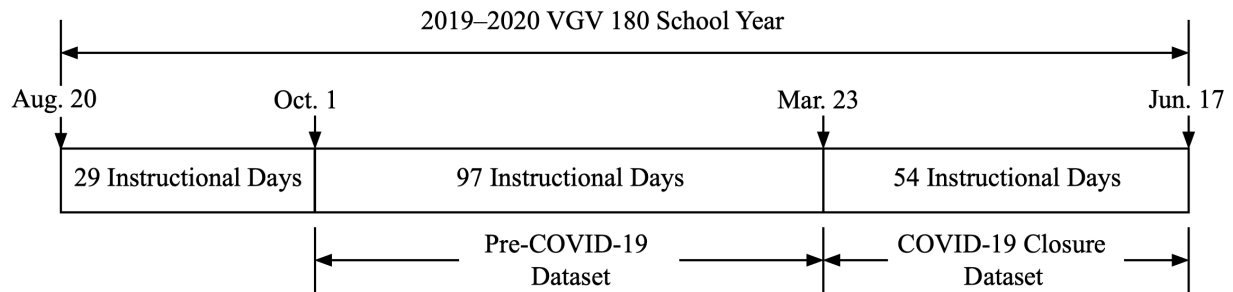 2019–2020 VGV 180 School Year
Aug. 20
Oct. 1
Mar. 23
Jun. 17
29 Instructional Days
97 Instructional Days
54 Instructional Days
Pre-COVID-19
Dataset
COVID-19 Closure
Dataset